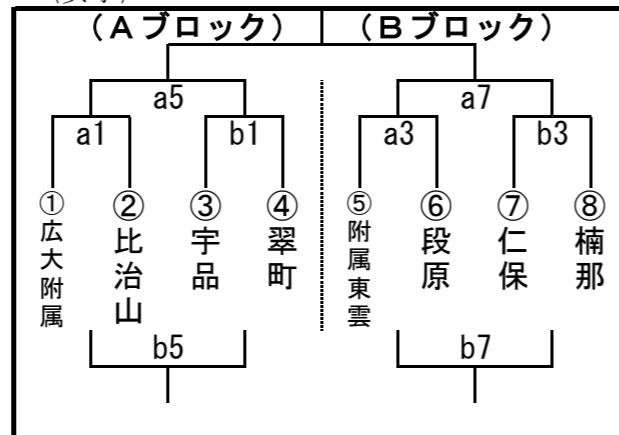 (Aブロック) (Bブロック)
a5 a7
a1 b1 a3 b3
① ② ③ ④ ⑤ ⑥ ⑦ ⑧
広大附属
比治山
宇品
翠町
附属東雲
段原
仁保
楠那
b5 b7